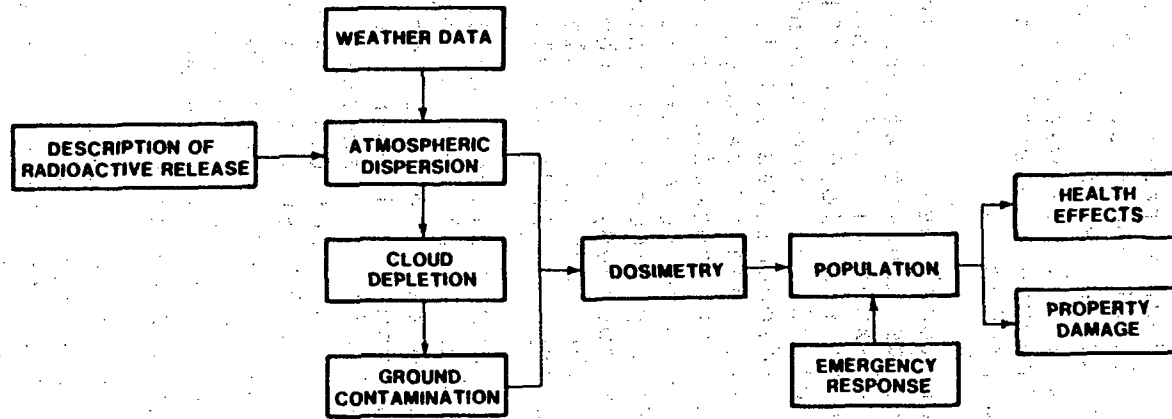 WEATHER DATA
DESCRIPTION OF
RADIOACTIVE RELEASE
ATMOSPHERIC
DISPERSION
CLOUD
DEPLETION
GROUND
CONTAMINATION
DOSIMETRY
POPULATION
EMERGENCY
RESPONSE
HEALTH
EFFECTS
PROPERTY
DAMAGE